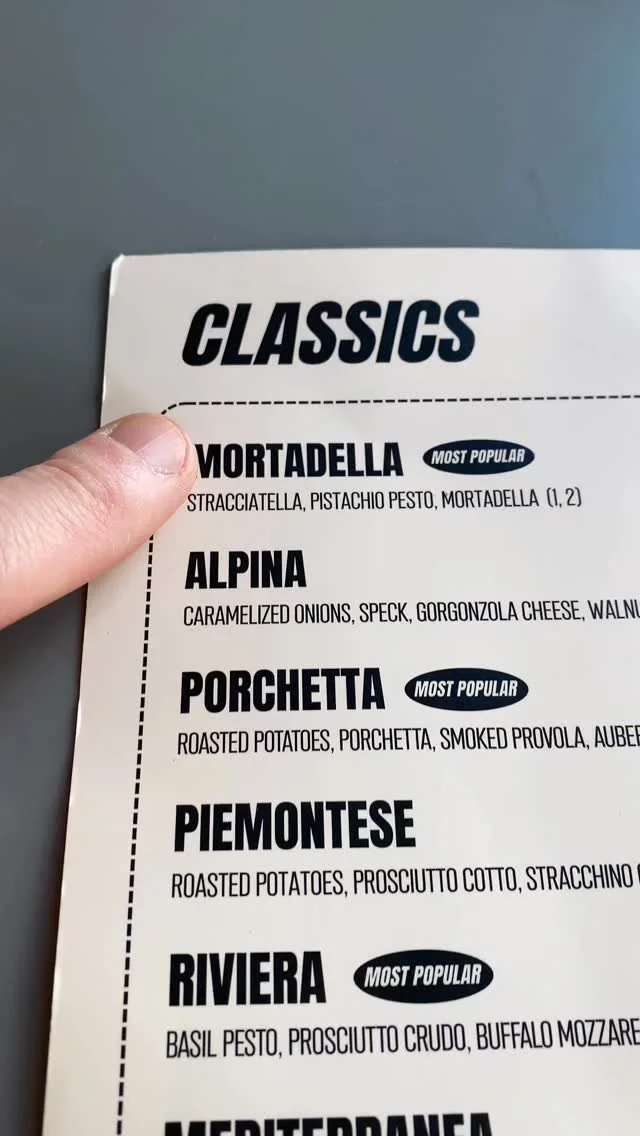 CLASSICS
MORTADELLA MOST POPULAR
STRACCIATELLA, PISTACHIO PESTO, MORTADELLA (1, 2)
ALPINA
CARAMELIZED ONIONS, SPECK, GORGONZOLA CHEESE,
PORCHETTA MOST POPULAR
ROASTED POTATOES, PORCHETTA, SMOKED PROVOLA,
PIEMONTESE
ROASTED POTATOES, PROSCIUTTO COTTO, STRACCHINO
RIVIERA MOST POPULAR
BASIL PESTO, PROSCIUTTO CRUDO, BUFFALO
MEDITERRANEA